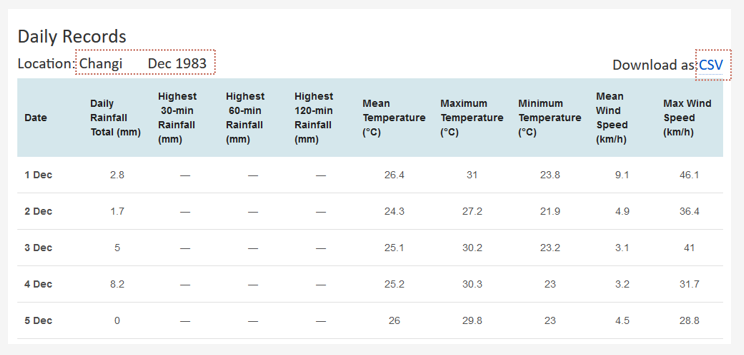 Daily Records
Location: Changi Dec 1983 Download as: CSV
Date Daily Rainfall Total (mm) Highest 30-min Rainfall (mm) Highest 60-min Rainfall (mm) Highest 120-min Rainfall (mm) Mean Temperature (°C) Maximum Temperature (°C) Minimum Temperature (°C) Mean Wind Speed (km/h) Max Wind Speed (km/h)
1 Dec 2.8 — — — 26.4 31 23.8 9.1 46.1
2 Dec 1.7 — — — 24.3 27.2 21.9 4.9 36.4
3 Dec 5 — — — 25.1 30.2 23.2 3.1 41
4 Dec 8.2 — — — 25.2 30.3 23 3.2 31.7
5 Dec 0 — — — 26 29.8 23 4.5 28.8